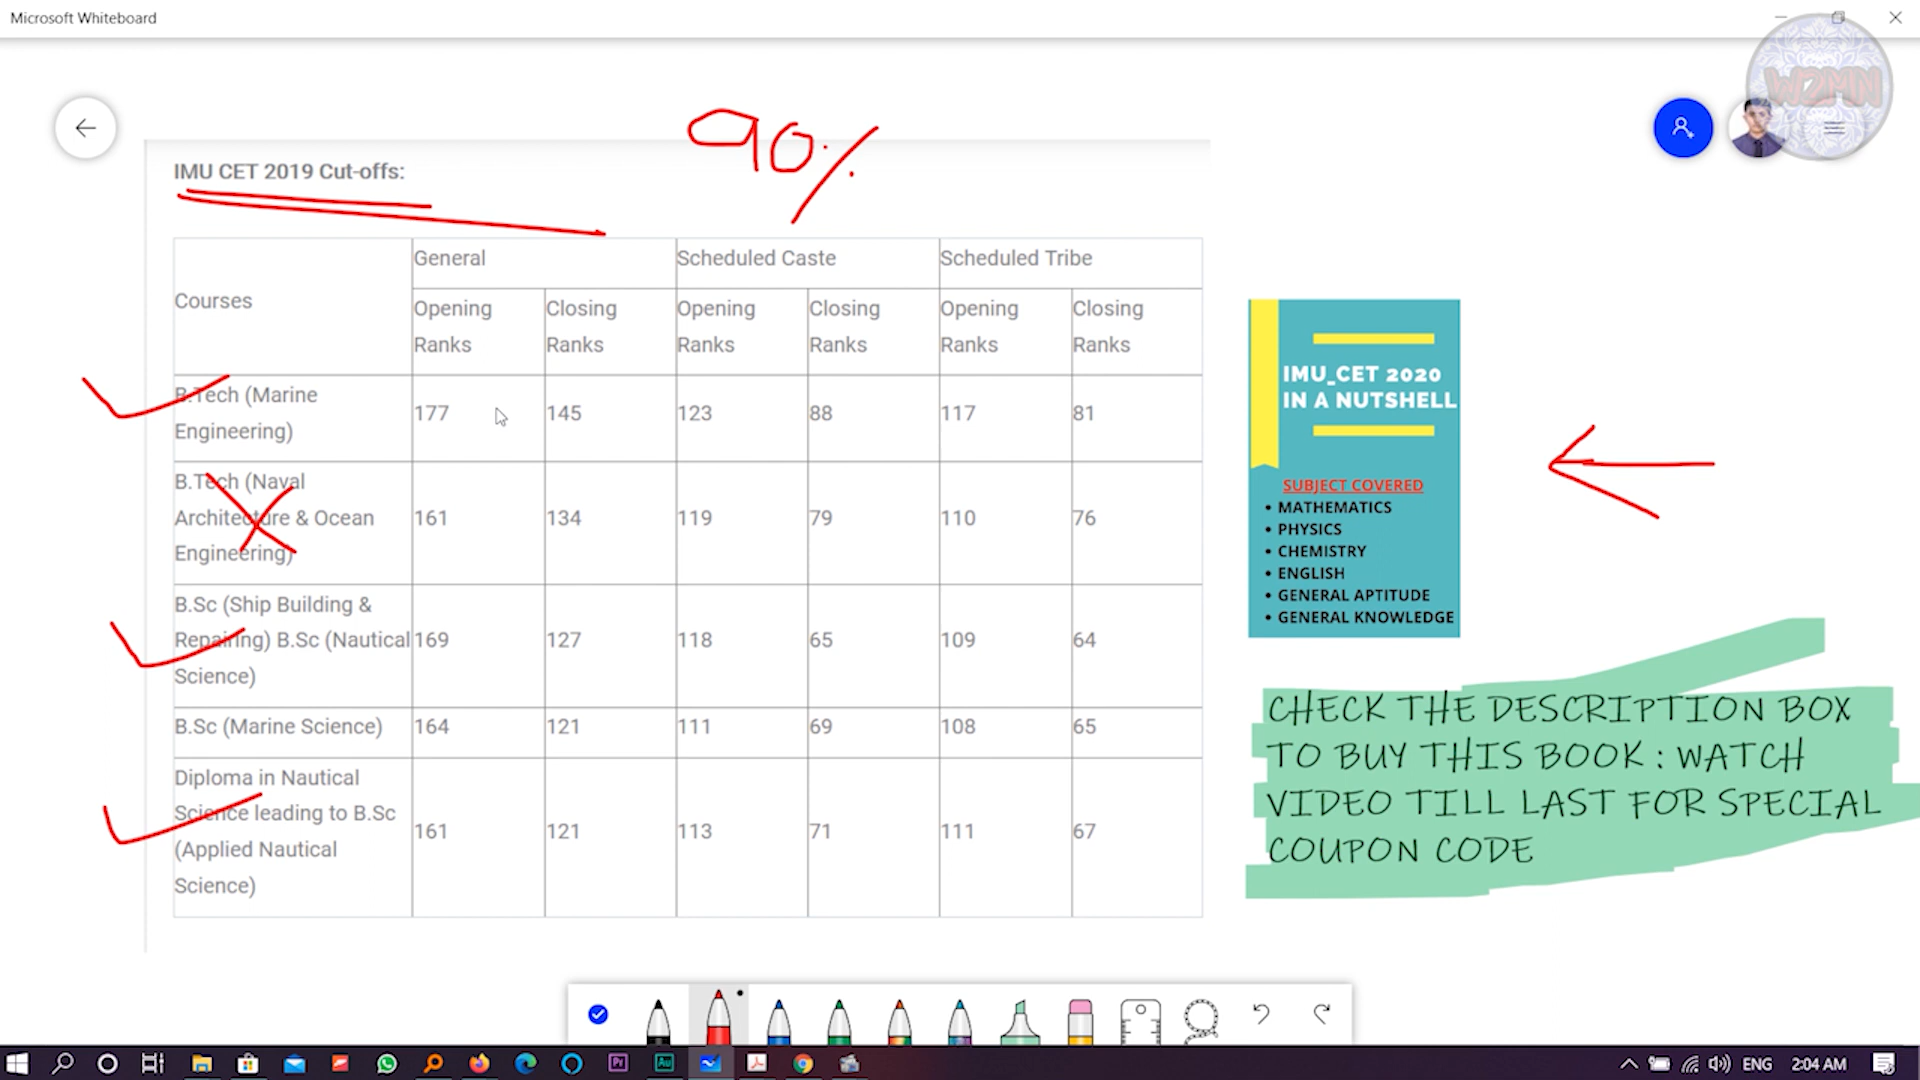 Microsoft Whiteboard
W2MN
90%
IMU CET 2019 Cut-offs:
Courses
General
Scheduled Caste
Scheduled Tribe
Opening Ranks
Closing Ranks
Opening Ranks
Closing Ranks
Opening Ranks
Closing Ranks
B.Tech (Marine
Engineering)
177
145
123
88
117
81
B.Tech (Naval
Architecture & Ocean
Engineering)
161
134
119
79
110
76
B.Sc (Ship Building &
Repairing) B.Sc (Nautical
Science)
169
127
118
65
109
64
B.Sc (Marine Science)
164
121
111
69
108
65
Diploma in Nautical
Science leading to B.Sc
(Applied Nautical
Science)
161
121
113
71
111
67
IMU_CET 2020
IN A NUTSHELL
SUBJECT COVERED
• MATHEMATICS
• PHYSICS
• CHEMISTRY
• ENGLISH
• GENERAL APTITUDE
• GENERAL KNOWLEDGE
CHECK THE DESCRIPTION BOX
TO BUY THIS BOOK : WATCH
VIDEO TILL LAST FOR SPECIAL
COUPON CODE
Pr
Au
ENG
2:04 AM